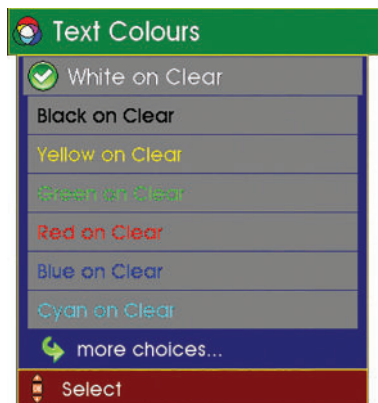 Text Colours
White on Clear
Black on Clear
Yellow on Clear
Green on Clear
Red on Clear
Blue on Clear
Cyan on Clear
more choices...
Select